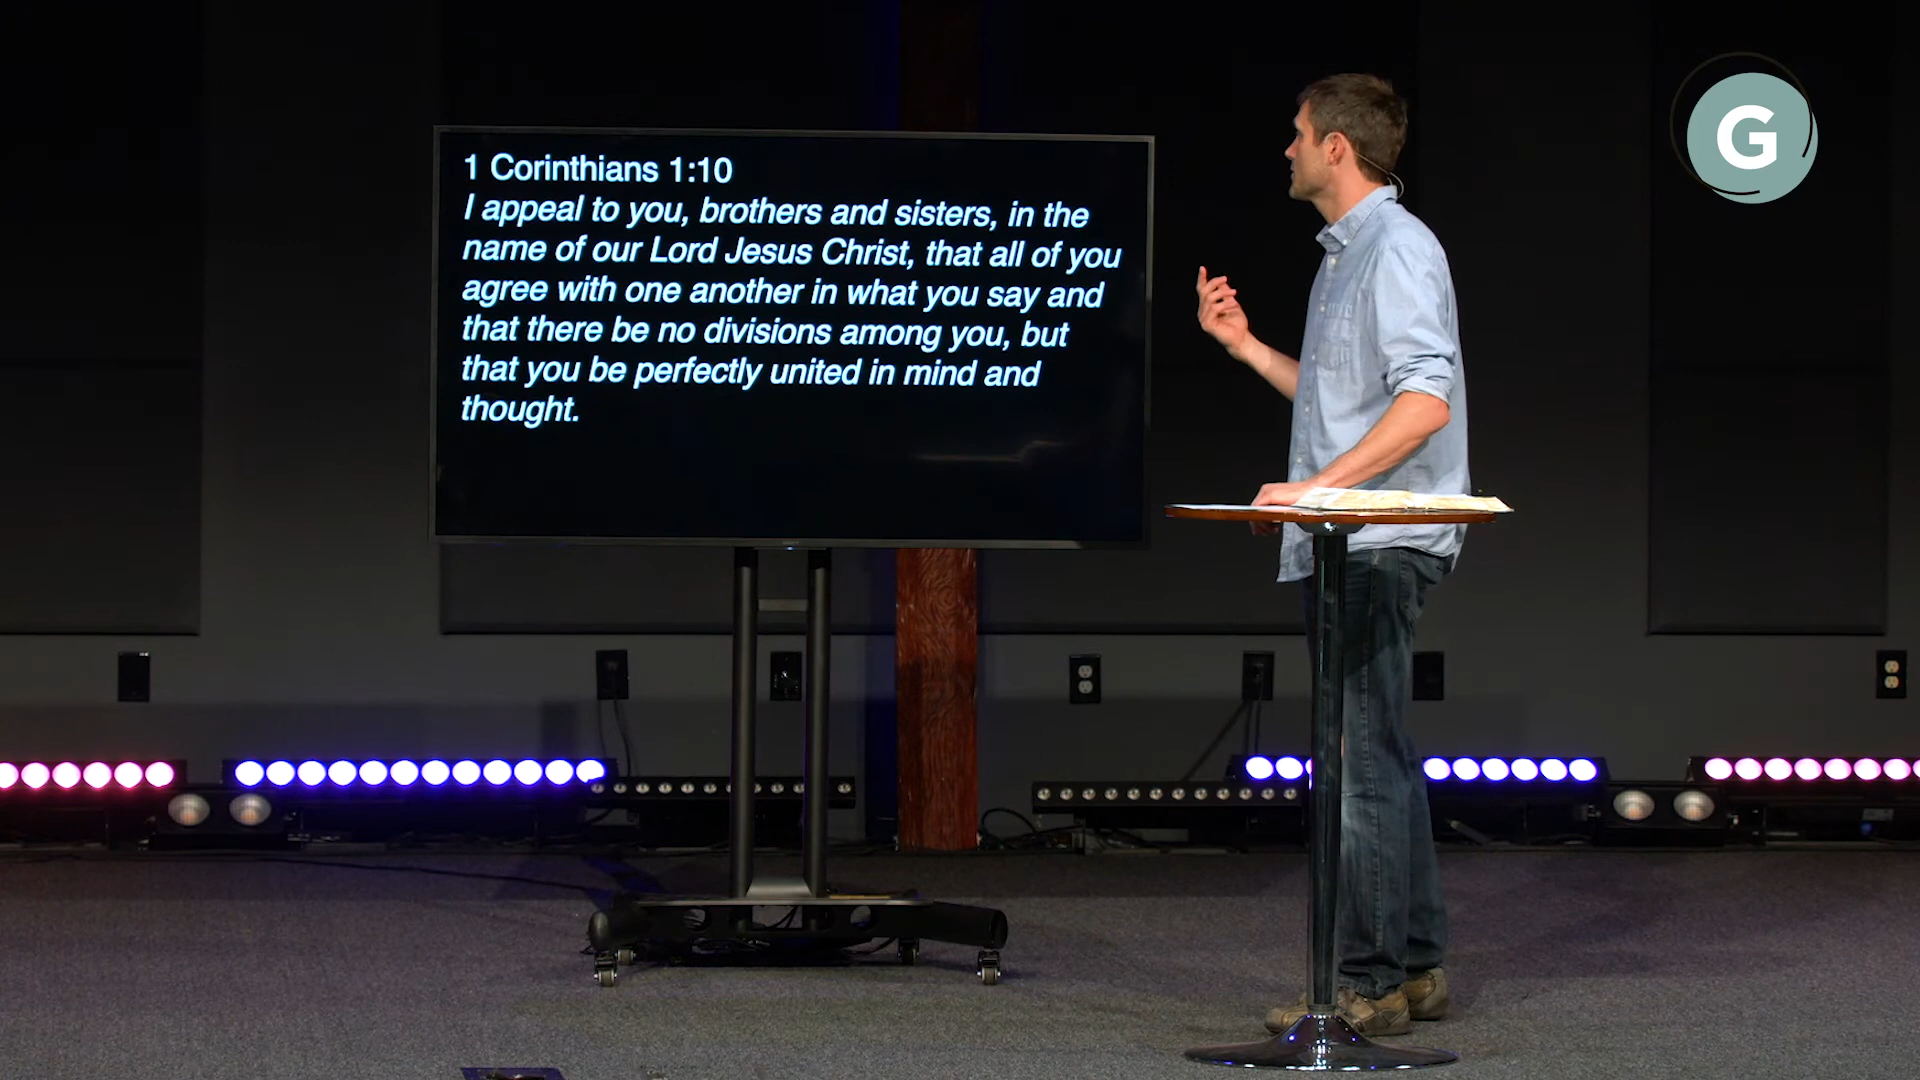 1 Corinthians 1:10
I appeal to you, brothers and sisters, in the
name of our Lord Jesus Christ, that all of you
agree with one another in what you say and
that there be no divisions among you, but
that you be perfectly united in mind and
thought.
G